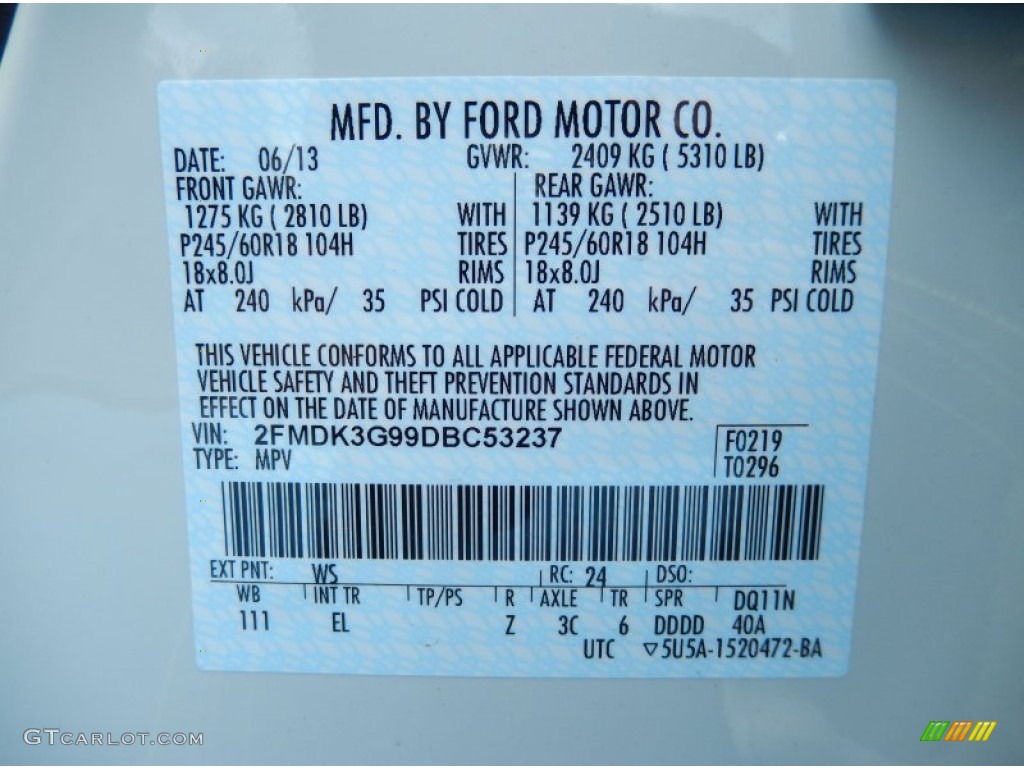 MFD. BY FORD MOTOR CO.
DATE: 06/13 GVWR: 2409 KG ( 5310 LB)
FRONT GAWR: REAR GAWR:
1275 KG ( 2810 LB) WITH 1139 KG ( 2510 LB) WITH
P245/60R18 104H TIRES P245/60R18 104H TIRES
18x8.0J RIMS 18x8.0J RIMS
AT 240 kPa/ 35 PSI COLD AT 240 kPa/ 35 PSI COLD
THIS VEHICLE CONFORMS TO ALL APPLICABLE FEDERAL MOTOR
VEHICLE SAFETY AND THEFT PREVENTION STANDARDS IN
EFFECT ON THE DATE OF MANUFACTURE SHOWN ABOVE.
VIN: 2FMDK3G99DBC53237 F0219
TYPE: MPV T0296
EXT PNT: WS RC: 24 DSO:
WB INT TR TP/PS R AXLE TR SPR DQ11N
111 EL Z 3C 6 DDDD 40A
UTC ▽5U5A-1520472-BA
GTCARLOT.COM